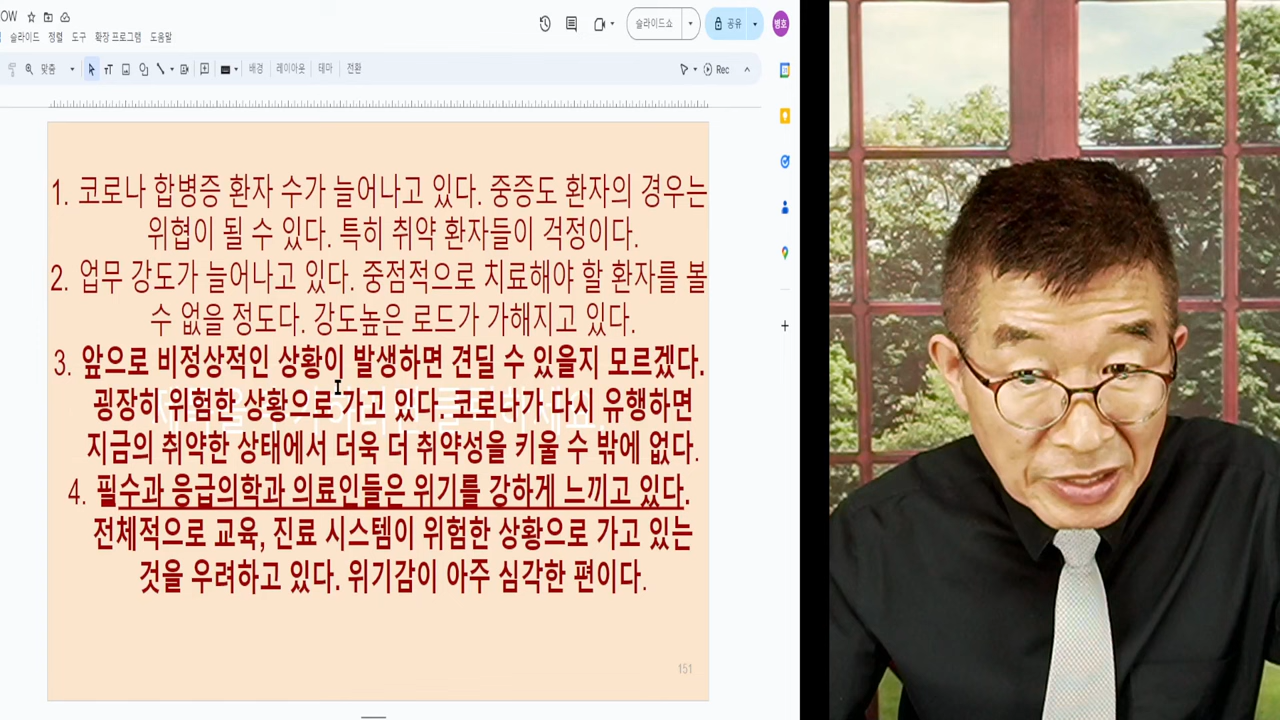 OW
슬라이드 정렬 도구 확장 프로그램 도움말
슬라이드쇼
공유
병호
맞춤
배경 레이아웃 테마 전환
Rec
1. 코로나 합병증 환자 수가 늘어나고 있다. 중증도 환자의 경우는
위협이 될 수 있다. 특히 취약 환자들이 걱정이다.
2. 업무 강도가 늘어나고 있다. 중점적으로 치료해야 할 환자를 볼
수 없을 정도다. 강도높은 로드가 가해지고 있다.
3. 앞으로 비정상적인 상황이 발생하면 견딜 수 있을지 모르겠다.
굉장히 위험한 상황으로 가고 있다. 코로나가 다시 유행하면
지금의 취약한 상태에서 더욱 더 취약성을 키울 수 밖에 없다.
4. 필수과 응급의학과 의료인들은 위기를 강하게 느끼고 있다.
전체적으로 교육, 진료 시스템이 위험한 상황으로 가고 있는
것을 우려하고 있다. 위기감이 아주 심각한 편이다.
151